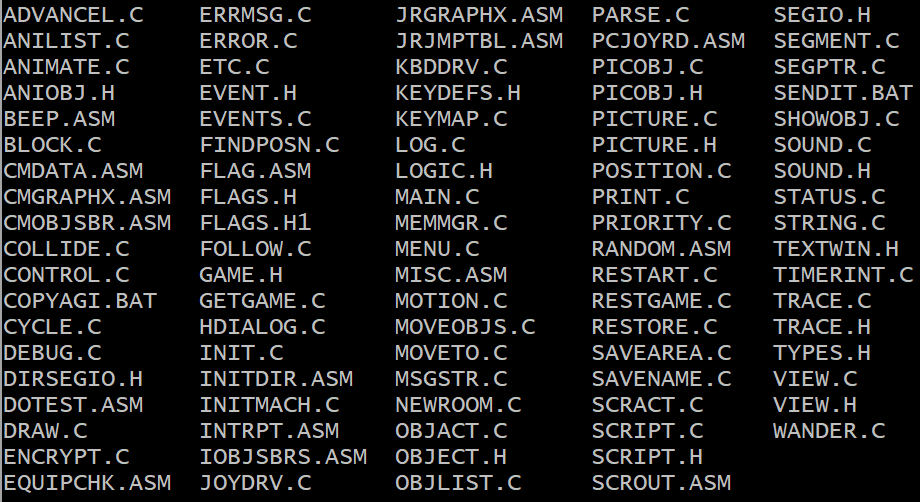 ADVANCEL.C ERRMSG.C JRGRAPHX.ASM PARSE.C SEGIO.H
ANILIST.C ERROR.C JRJMPTBL.ASM PCJOYRD.ASM SEGMENT.C
ANIMATE.C ETC.C KBDDRV.C PICOBJ.C SEGPTR.C
ANIOBJ.H EVENT.H KEYDEFS.H PICOBJ.H SENDIT.BAT
BEEP.ASM EVENTS.C KEYMAP.C PICTURE.C SHOWOBJ.C
BLOCK.C FINDPOSN.C LOG.C PICTURE.H SOUND.C
CMDATA.ASM FLAG.ASM LOGIC.H POSITION.C SOUND.H
CMGRAPHX.ASM FLAGS.H MAIN.C PRINT.C STATUS.C
CMOBJSBR.ASM FLAGS.H1 MEMMGR.C PRIORITY.C STRING.C
COLLIDE.C FOLLOW.C MENU.C RANDOM.ASM TEXTWIN.H
CONTROL.C GAME.H MISC.ASM RESTART.C TIMERINT.C
COPYAGI.BAT GETGAME.C MOTION.C RESTGAME.C TRACE.C
CYCLE.C HDIALOG.C MOVEOBJS.C RESTORE.C TRACE.H
DEBUG.C INIT.C MOVETO.C SAVEAREA.C TYPES.H
DIRSEGIO.H INITDIR.ASM MSGSTR.C SAVENAME.C VIEW.C
DOTEST.ASM INITMACH.C NEWROOM.C SCRACT.C VIEW.H
DRAW.C INTRPT.ASM OBJACT.C SCRIPT.C WANDER.C
ENCRYPT.C IOBJSBRS.ASM OBJECT.H SCRIPT.H
EQUIPCHK.ASM JOYDRV.C OBJLIST.C SCROUT.ASM